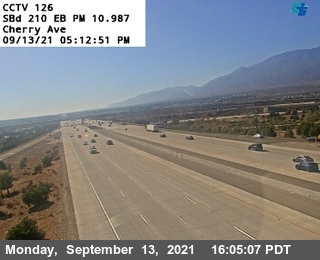 CCTV 126
SBd 210 EB PM 10.987
Cherry Ave
09/13/21 05:12:51 PM
Monday, September 13, 2021 16:05:07 PDT